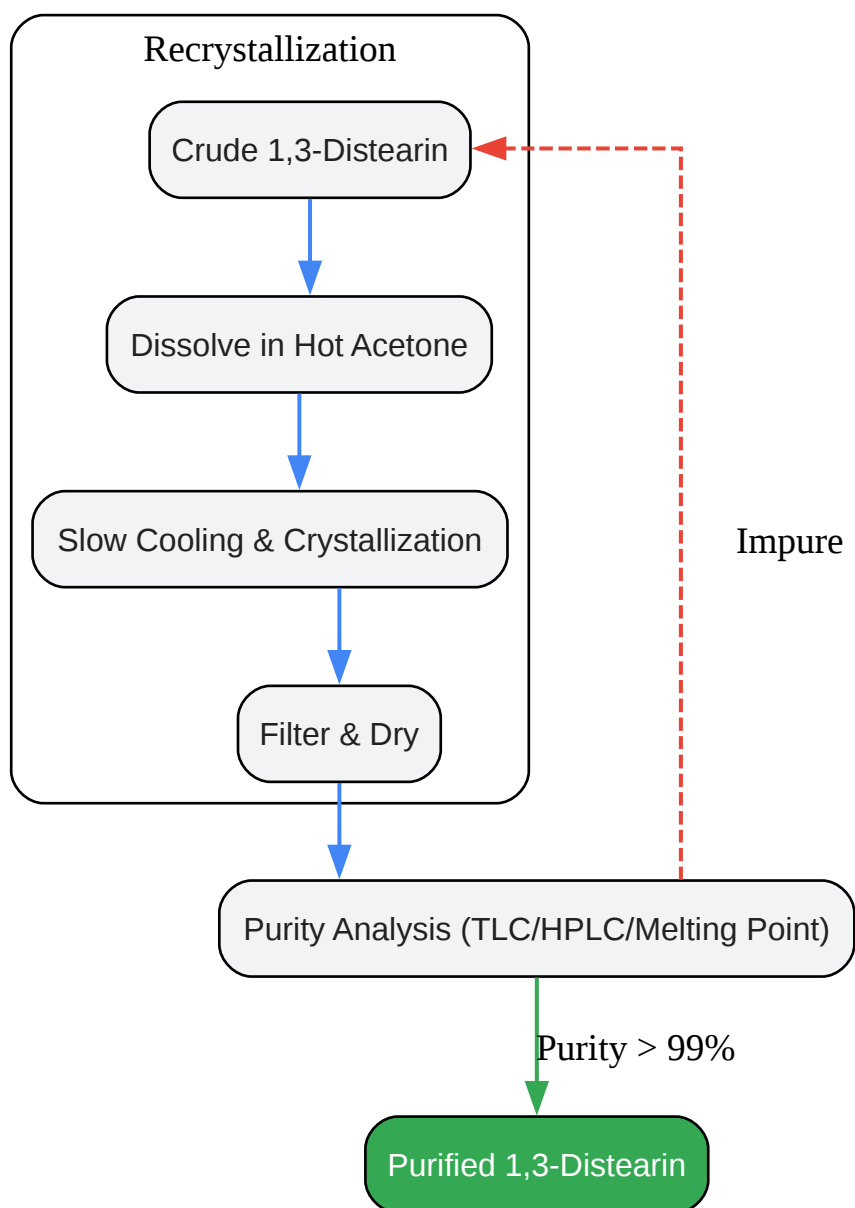 Recrystallization
Crude 1,3-Distearin
Dissolve in Hot Acetone
Slow Cooling & Crystallization
Impure
Filter & Dry
Purity Analysis (TLC/HPLC/Melting Point)
Purity > 99%
Purified 1,3-Distearin